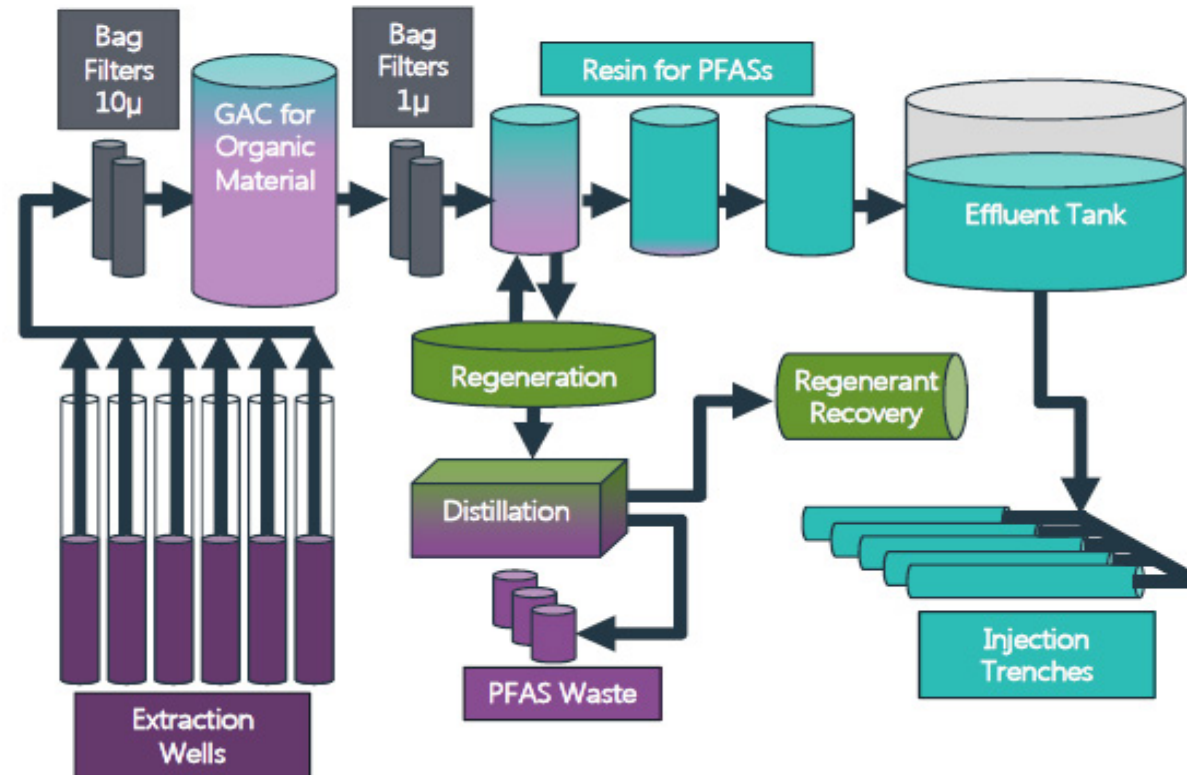 Bag
Filters
10µ
GAC for
Organic
Material
Bag
Filters
1µ
Resin for PFASs
Effluent Tank
Regeneration
Regenerant
Recovery
Distillation
PFAS Waste
Injection
Trenches
Extraction
Wells